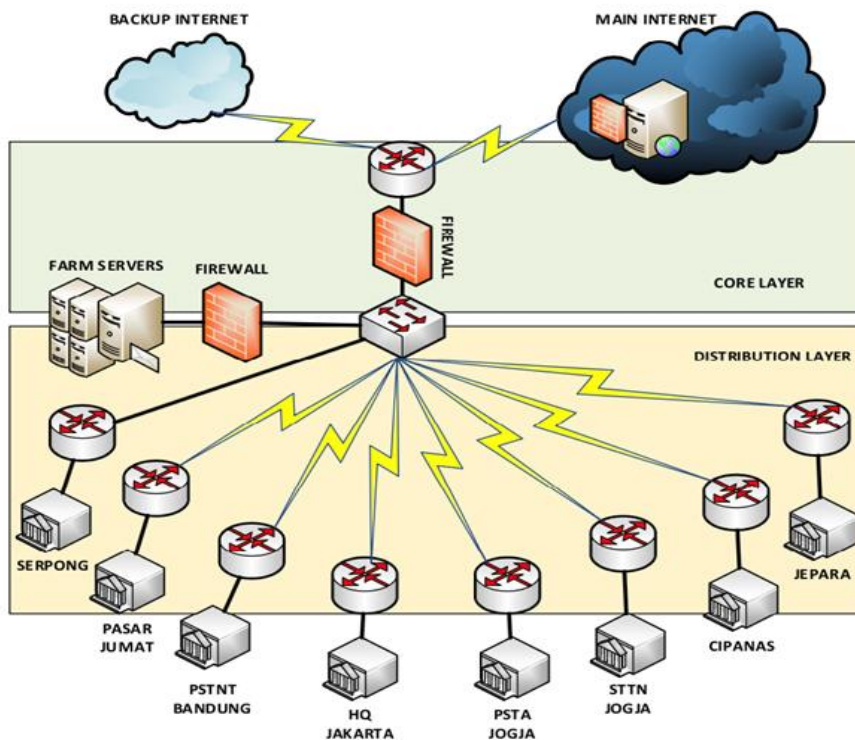 BACKUP INTERNET
MAIN INTERNET
FIREWALL
FARM SERVERS
FIREWALL
CORE LAYER
DISTRIBUTION LAYER
SERPONG
PASAR
JUMAT
PSTNT
BANDUNG
HQ
JAKARTA
PSTA
JOGJA
STTN
JOGJA
CIPANAS
JEPARA